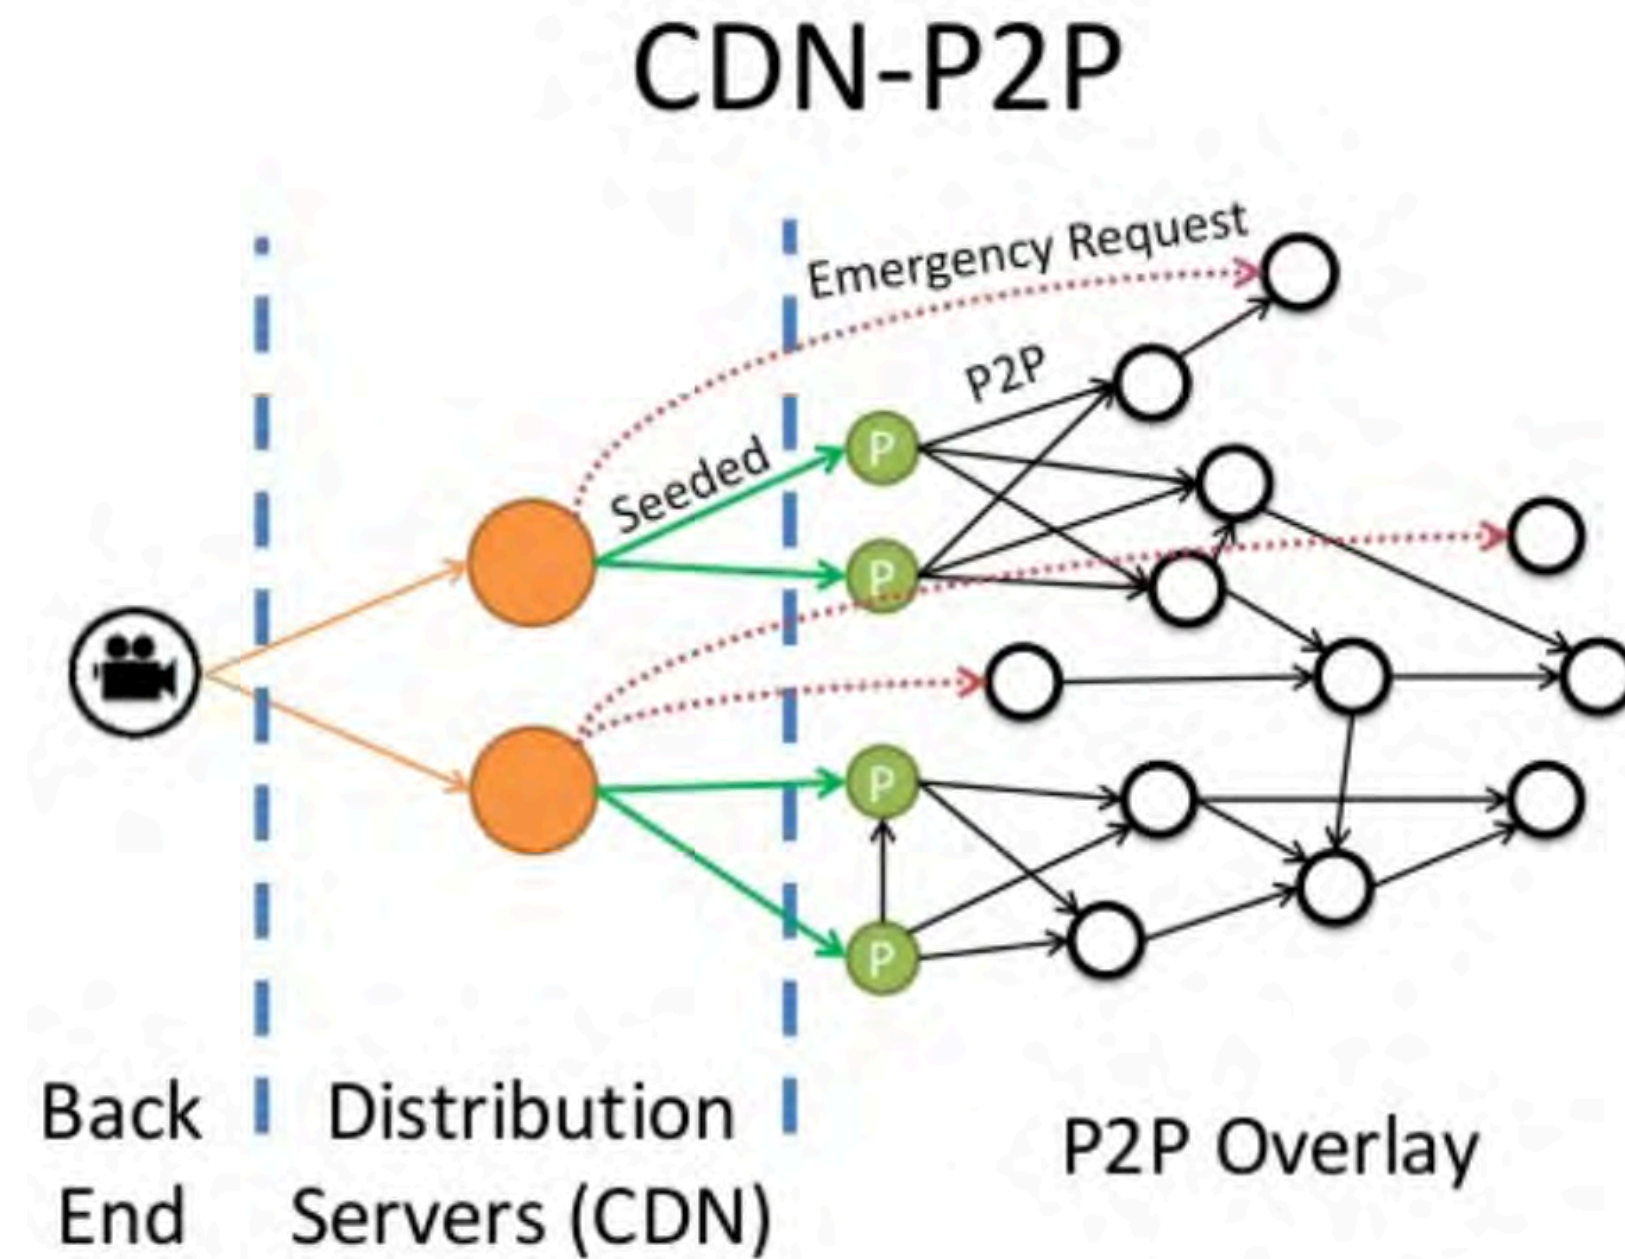 CDN-P2P
Emergency Request
P2P
Seeded
P
P
P
P
Back
End
Distribution
Servers (CDN)
P2P Overlay